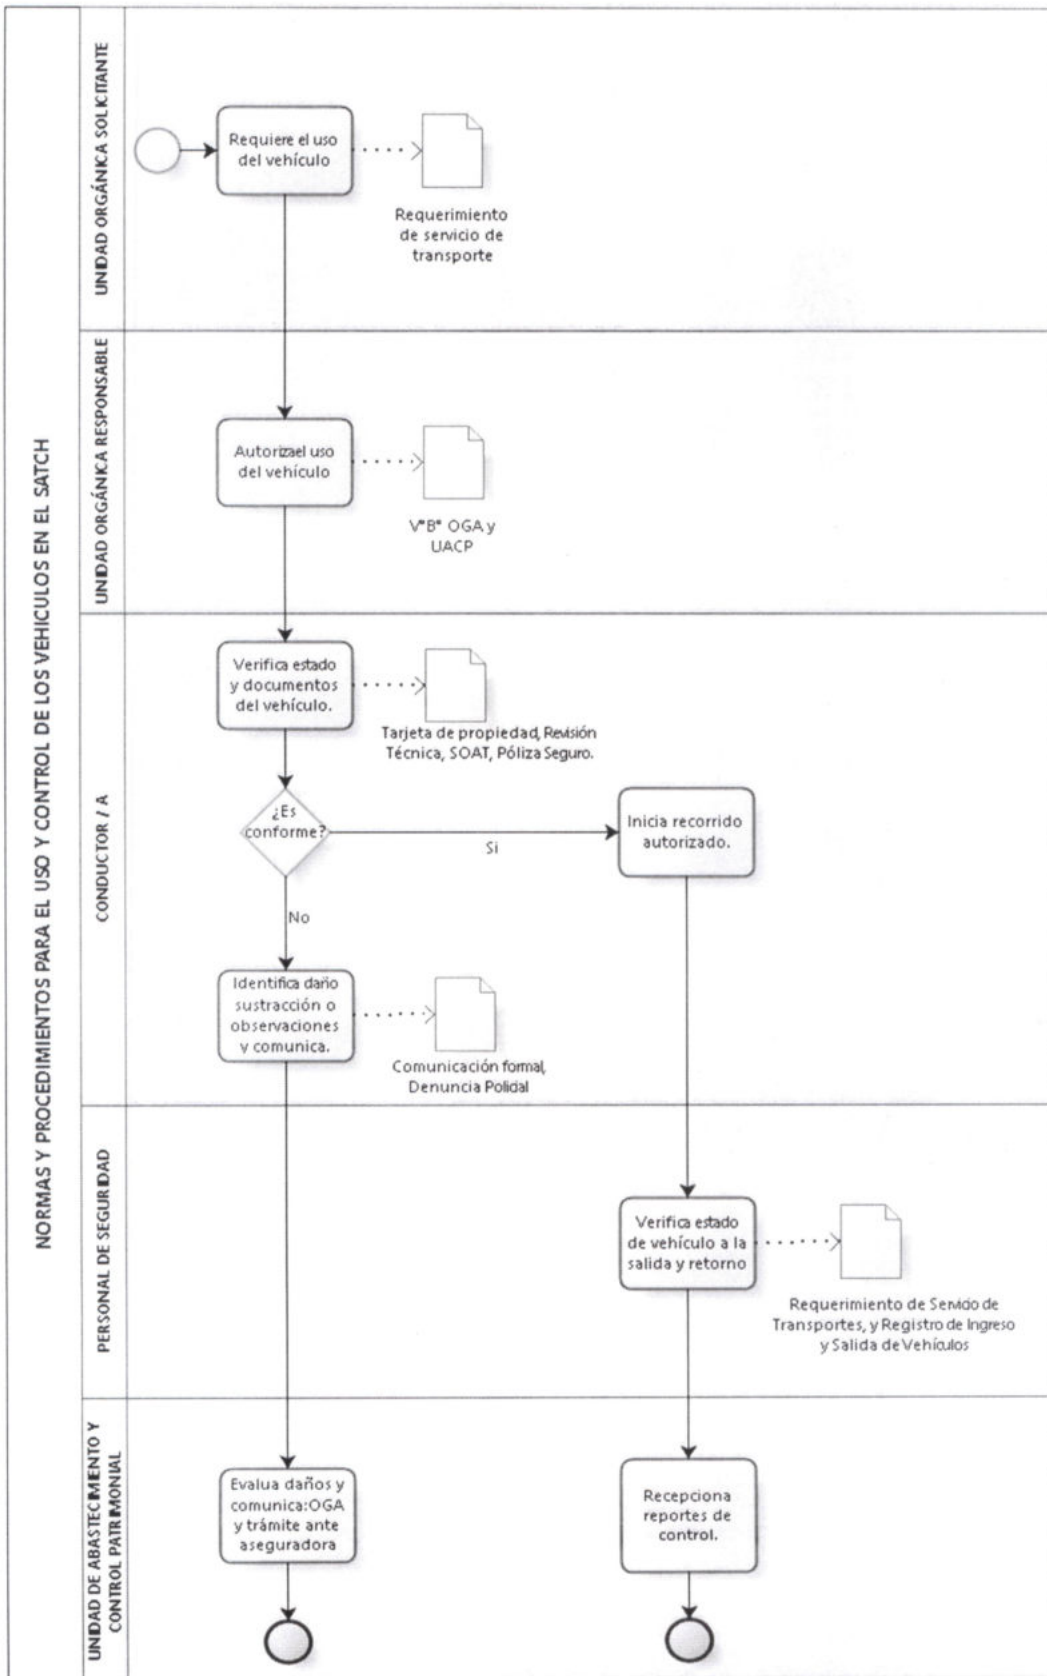 NORMAS Y PROCEDIMIENTOS PARA EL USO Y CONTROL DE LOS VEHICULOS EN EL SATCH
UNIDAD ORGÁNICA SOLICITANTE
Requiere el uso
del vehículo
Requerimiento
de servicio de
transporte
UNIDAD ORGÁNICA RESPONSABLE
Autorizael uso
del vehículo
V°B° OGA y
UACP
CONDUCTOR / A
Verifica estado
y documentos
del vehículo.
Tarjeta de propiedad, Revisión
Técnica, SOAT, Póliza Seguro.
¿Es
conforme?
Si
Inicia recorrido
autorizado.
No
Identifica daño
sustracción o
observaciones
y comunica.
Comunicación formal,
Denuncia Policial
PERSONAL DE SEGURIDAD
Verifica estado
de vehículo a la
salida y retorno
Requerimiento de Servicio de
Transportes, y Registro de Ingreso
y Salida de Vehículos
UNIDAD DE ABASTECIMIENTO Y
CONTROL PATRIMONIAL
Evalua daños y
comunica:OGA
y trámite ante
aseguradora
Recepciona
reportes de
control.